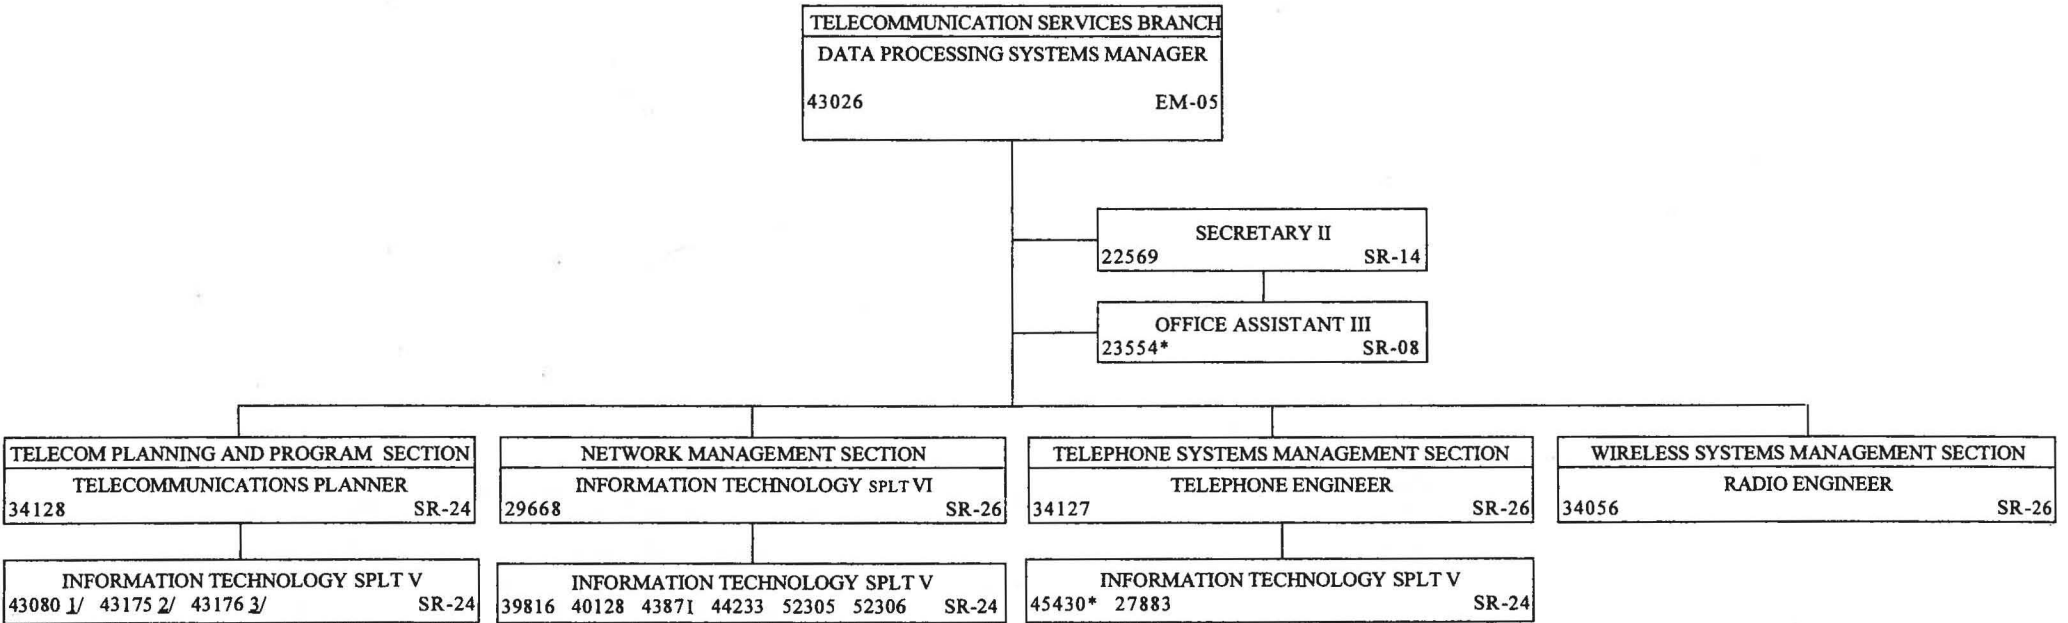 TELECOMMUNICATION SERVICES BRANCH
DATA PROCESSING SYSTEMS MANAGER
43026 EM-05
SECRETARY II
22569 SR-14
OFFICE ASSISTANT III
23554* SR-08
TELECOM PLANNING AND PROGRAM SECTION
TELECOMMUNICATIONS PLANNER
34128 SR-24
INFORMATION TECHNOLOGY SPLT V
43080 1/ 43175 2/ 43176 3/ SR-24
NETWORK MANAGEMENT SECTION
INFORMATION TECHNOLOGY SPLT VI
29668 SR-26
INFORMATION TECHNOLOGY SPLT V
39816 40128 43871 44233 52305 52306 SR-24
TELEPHONE SYSTEMS MANAGEMENT SECTION
TELEPHONE ENGINEER
34127 SR-26
INFORMATION TECHNOLOGY SPLT V
45430* 27883 SR-24
WIRELESS SYSTEMS MANAGEMENT SECTION
RADIO ENGINEER
34056 SR-26